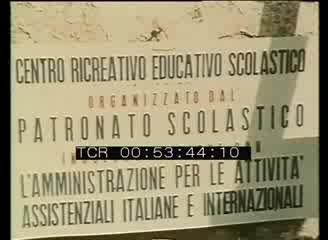 CENTRO RICREATIVO EDUCATIVO SCOLASTICO
ORGANIZZATO DAL
PATRONATO SCOLASTICO
TCR 00:53:44:10
L'AMMINISTRAZIONE PER LE ATTIVITA'
ASSISTENZIALI ITALIANE E INTERNAZIONALI